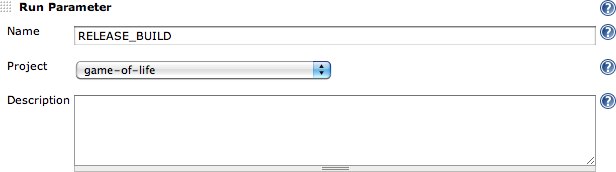 Run Parameter
Name
RELEASE_BUILD
Project
game-of-life
Description